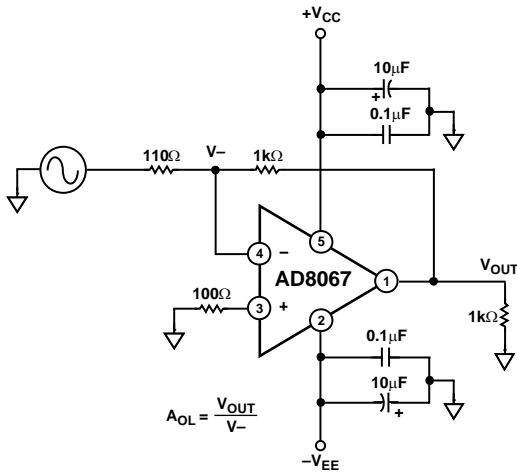 +VCC
10μF
+
0.1μF
110Ω
V–
1kΩ
5
4
–
AD8067
1
VOUT
100Ω
3
+
2
1kΩ
0.1μF
10μF
+
AOL = VOUT
V–
–VEE